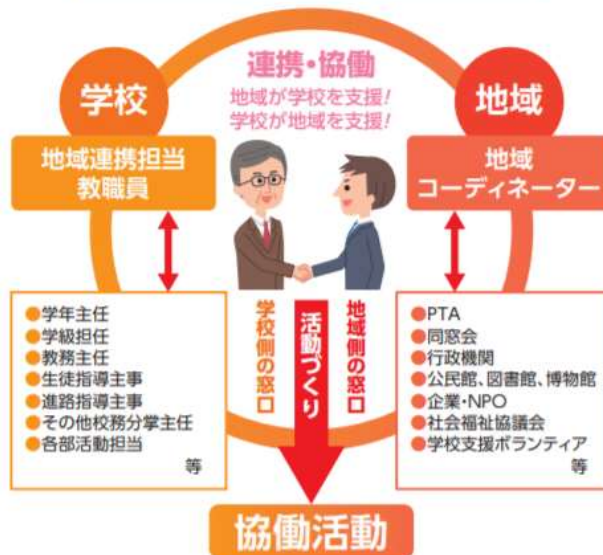 連携・協働
地域が学校を支援!
学校が地域を支援!
学校
地域連携担当
教職員
地域
地域
コーディネーター
●学年主任
●学級担任
●教務主任
●生徒指導主事
●進路指導主事
●その他校務分掌主任
●各部活動担当
等
学校側の窓口
活動づくり
地域側の窓口
●PTA
●同窓会
●行政機関
●公民館、図書館、博物館
●企業・NPO
●社会福祉協議会
●学校支援ボランティア
等
協働活動